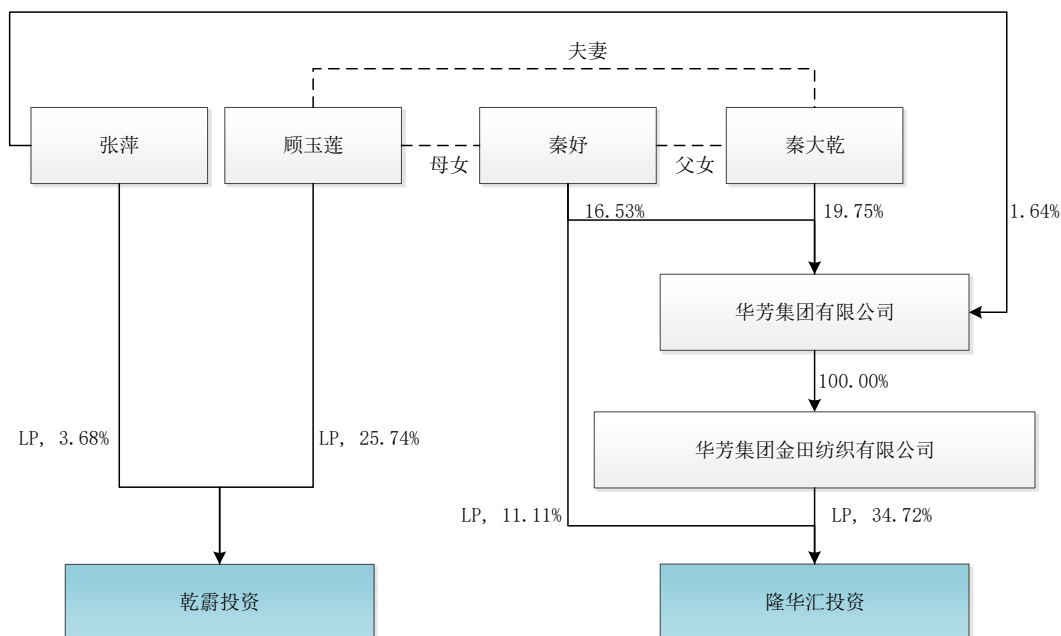 夫妻
张萍
顾玉莲
母女
秦妤
父女
秦大乾
16.53%
19.75%
1.64%
华芳集团有限公司
100.00%
华芳集团金田纺织有限公司
LP, 3.68%
LP, 25.74%
LP, 11.11%
LP, 34.72%
乾霨投资
隆华汇投资